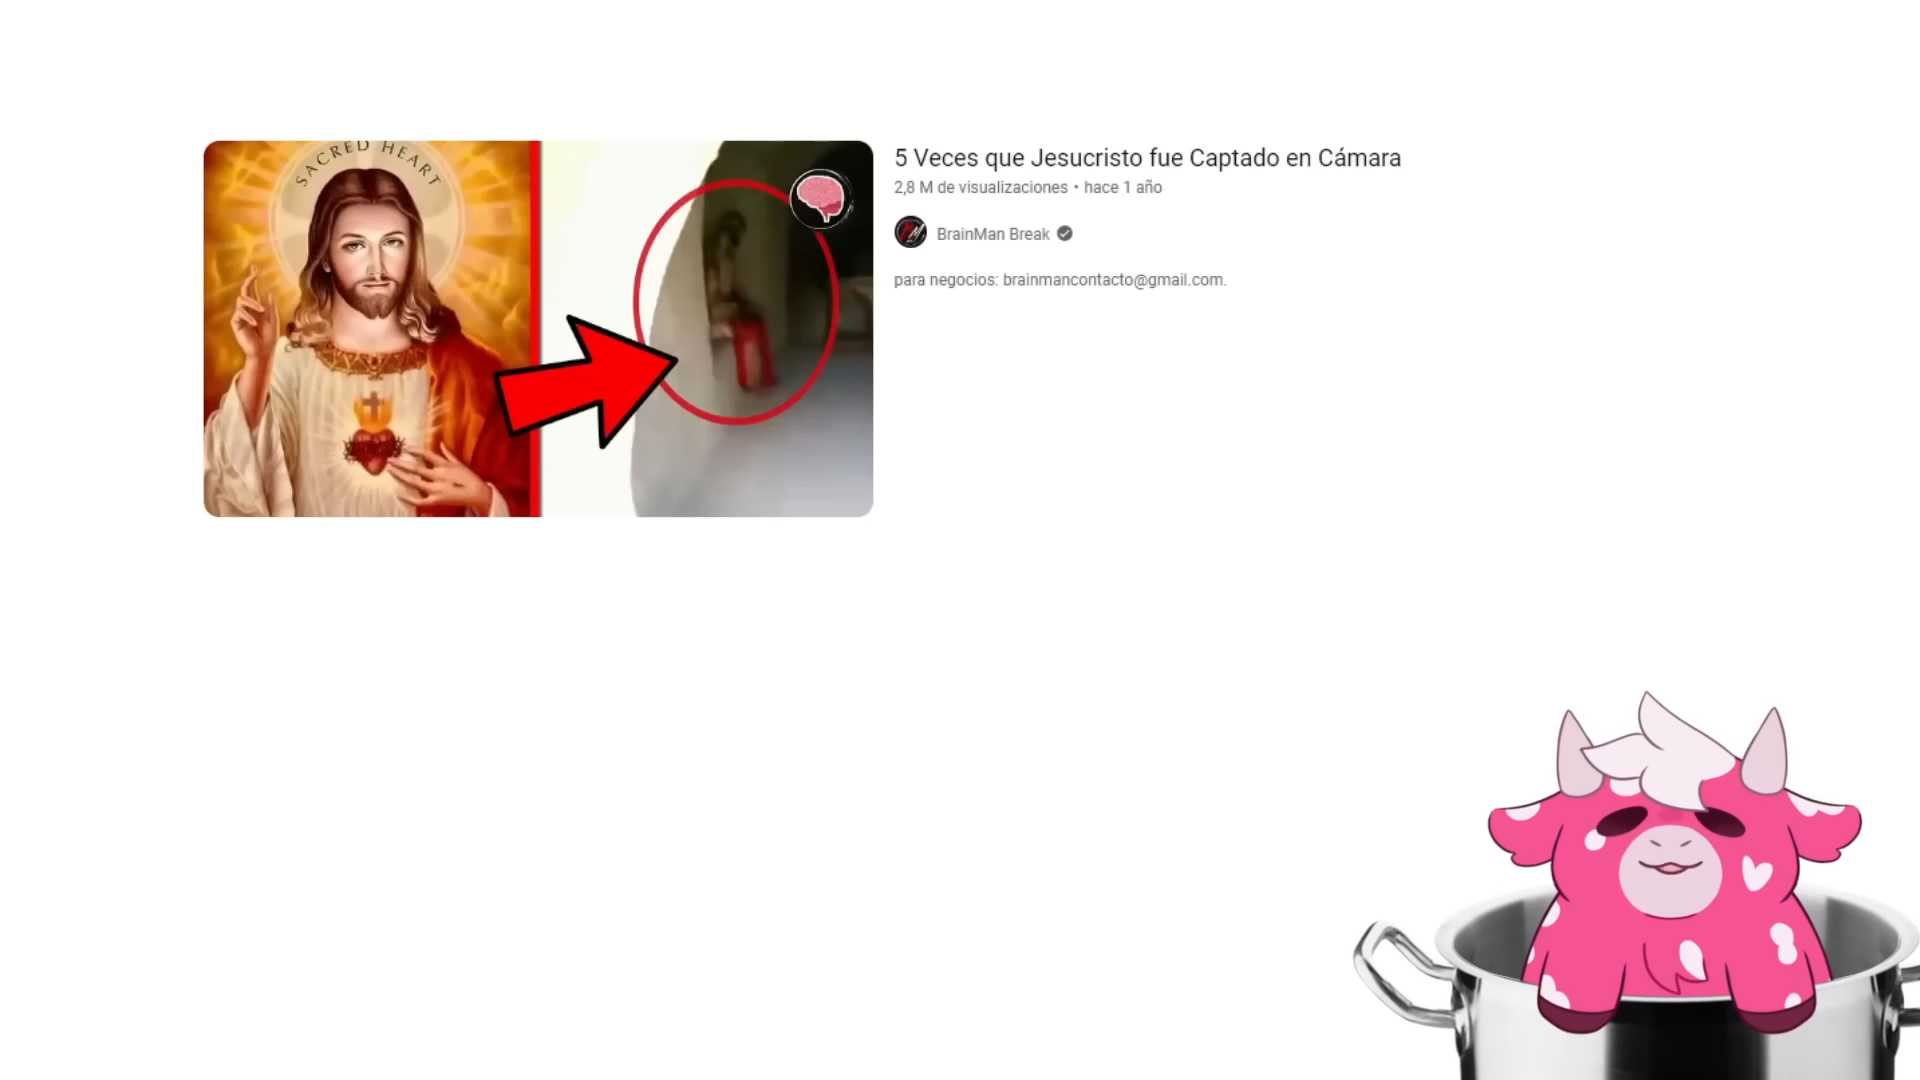 SACRED HEART
5 Veces que Jesucristo fue Captado en Cámara
2,8 M de visualizaciones • hace 1 año
BrainMan Break
para negocios: brainmancontacto@gmail.com.